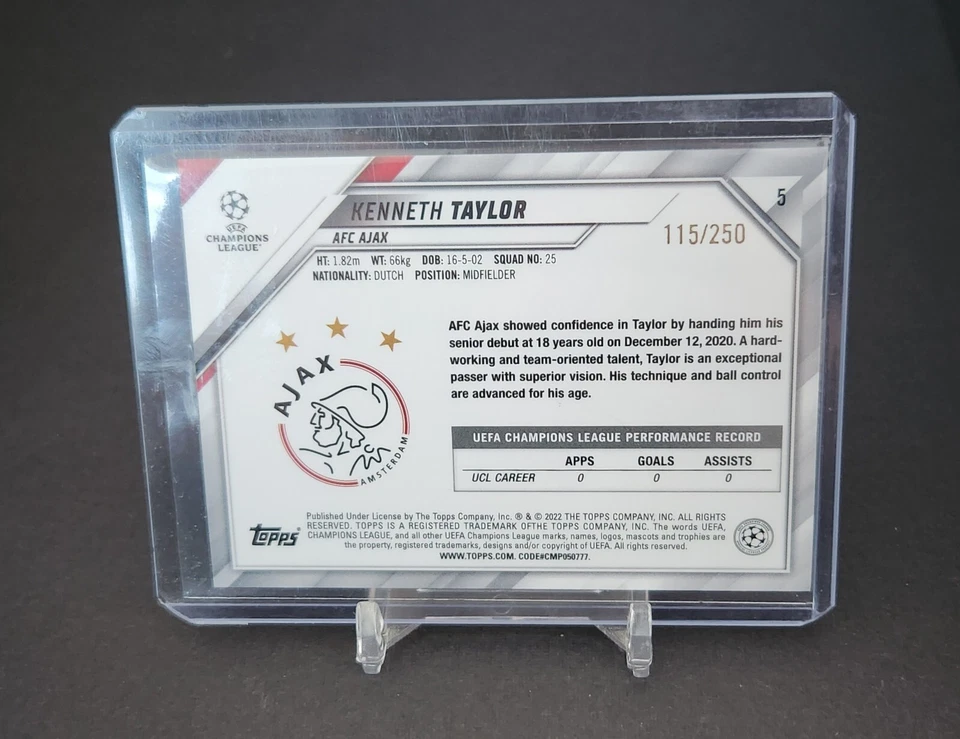 UEFA
CHAMPIONS
LEAGUE
KENNETH TAYLOR
5
AFC AJAX
115/250
HT: 1.82m WT: 66kg DOB: 16-5-02 SQUAD NO: 25
NATIONALITY: DUTCH POSITION: MIDFIELDER
AFC Ajax showed confidence in Taylor by handing him his
senior debut at 18 years old on December 12, 2020. A hard-
working and team-oriented talent, Taylor is an exceptional
passer with superior vision. His technique and ball control
are advanced for his age.
AJAX
AMSTERDAM
UEFA CHAMPIONS LEAGUE PERFORMANCE RECORD
APPS GOALS ASSISTS
UCL CAREER 0 0 0
topps
Published Under License by The Topps Company, Inc. ® & © 2022 THE TOPPS COMPANY, INC. ALL RIGHTS
RESERVED. TOPPS IS A REGISTERED TRADEMARK OFTHE TOPPS COMPANY, INC. The words UEFA,
CHAMPIONS LEAGUE, and all other UEFA Champions League marks, names, logos, mascots and trophies are
the property, registered trademarks, designs and/or copyright of UEFA. All rights reserved.
WWW.TOPPS.COM. CODE#CMP050777.